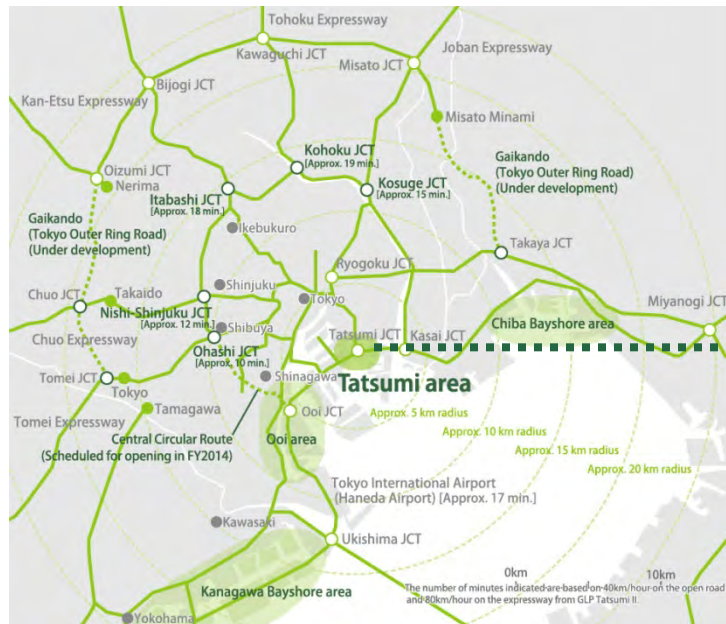 Tohoku Expressway
Joban Expressway
Kawaguchi JCT
Misato JCT
Bijogi JCT
Kan-Etsu Expressway
Misato Minami
Kohoku JCT
[Approx. 19 min.]
Gaikando
(Tokyo Outer Ring Road)
(Under development)
Oizumi JCT
Nerima
Itabashi JCT
[Approx. 18 min.]
Kosuge JCT
[Approx. 15 min.]
Gaikando
(Tokyo Outer Ring Road)
(Under development)
Ikebukuro
Takaya JCT
Ryogoku JCT
Shinjuku
Tokyo
Chuo JCT
Takaido
Nishi-Shinjuku JCT
[Approx. 12 min.]
Miyanogi JCT
Shibuya
Chiba Bayshore area
Chuo Expressway
Ohashi JCT
[Approx. 10 min.]
Tatsumi JCT
Kasai JCT
Tomei JCT
Tokyo
Shinagawa
Tatsumi area
Tamagawa
Ooi JCT
Approx. 5 km radius
Tomei Expressway
Central Circular Route
(Scheduled for opening in FY2014)
Ooi area
Approx. 10 km radius
Approx. 15 km radius
Approx. 20 km radius
Tokyo International Airport
(Haneda Airport) [Approx. 17 min.]
Kawasaki
Ukishima JCT
0km
10km
Kanagawa Bayshore area
The number of minutes indicated are based on 40km/hour on the open road
and 80km/hour on the expressway from GLP Tatsumi II.
Yokohama